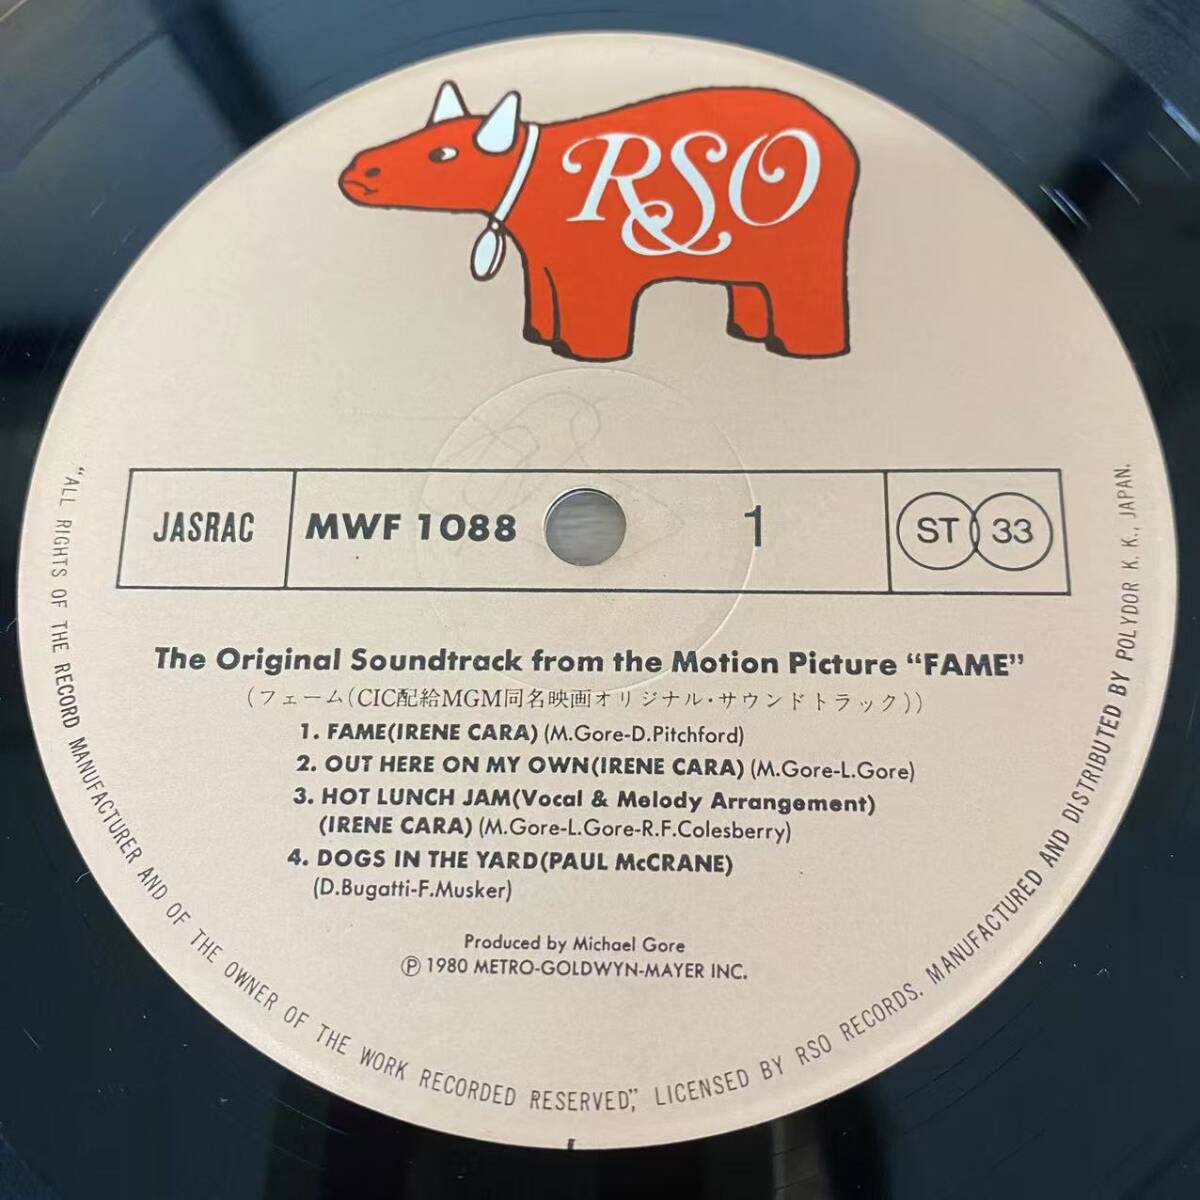 RSO
JASRAC
MWF 1088
1
ST 33
The Original Soundtrack from the Motion Picture “FAME”
(フェーム(CIC配給MGM同名映画オリジナル・サウンドトラック))
1. FAME(IRENE CARA) (M.Gore-D.Pitchford)
2. OUT HERE ON MY OWN(IRENE CARA) (M.Gore-L.Gore)
3. HOT LUNCH JAM(Vocal & Melody Arrangement)
(IRENE CARA) (M.Gore-L.Gore-R.F.Colesberry)
4. DOGS IN THE YARD(PAUL McCRANE)
(D.Bugatti-F.Musker)
Produced by Michael Gore
Ⓟ 1980 METRO-GOLDWYN-MAYER INC.
“ALL RIGHTS OF THE RECORD MANUFACTURER AND OF THE OWNER OF THE WORK RECORDED RESERVED,” LICENSED BY RSO RECORDS. MANUFACTURED AND DISTRIBUTED BY POLYDOR K. K., JAPAN.